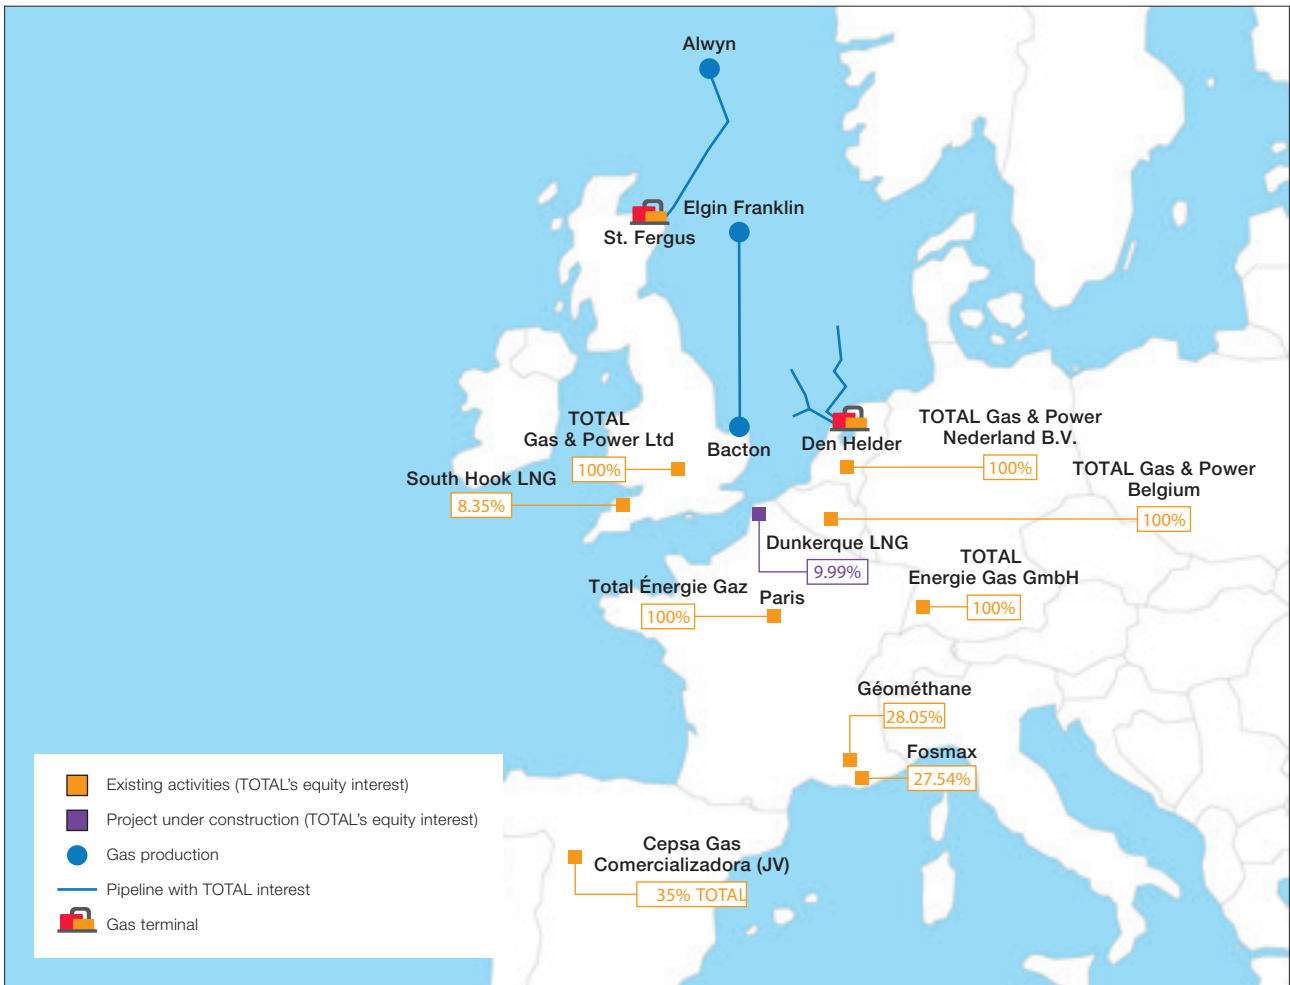 Alwyn
Elgin Franklin
St. Fergus
TOTAL
Gas & Power Ltd
100%
South Hook LNG
8.35%
Bacton
Den Helder
TOTAL Gas & Power
Nederland B.V.
100%
TOTAL Gas & Power
Belgium
100%
Dunkerque LNG
9.99%
TOTAL
Energie Gas GmbH
100%
Total Énergie Gaz
100%
Paris
Géométhane
28.05%
Fosmax
27.54%
Cepsa Gas
Comercializadora (JV)
35% TOTAL
Existing activities (TOTAL's equity interest)
Project under construction (TOTAL's equity interest)
Gas production
Pipeline with TOTAL interest
Gas terminal